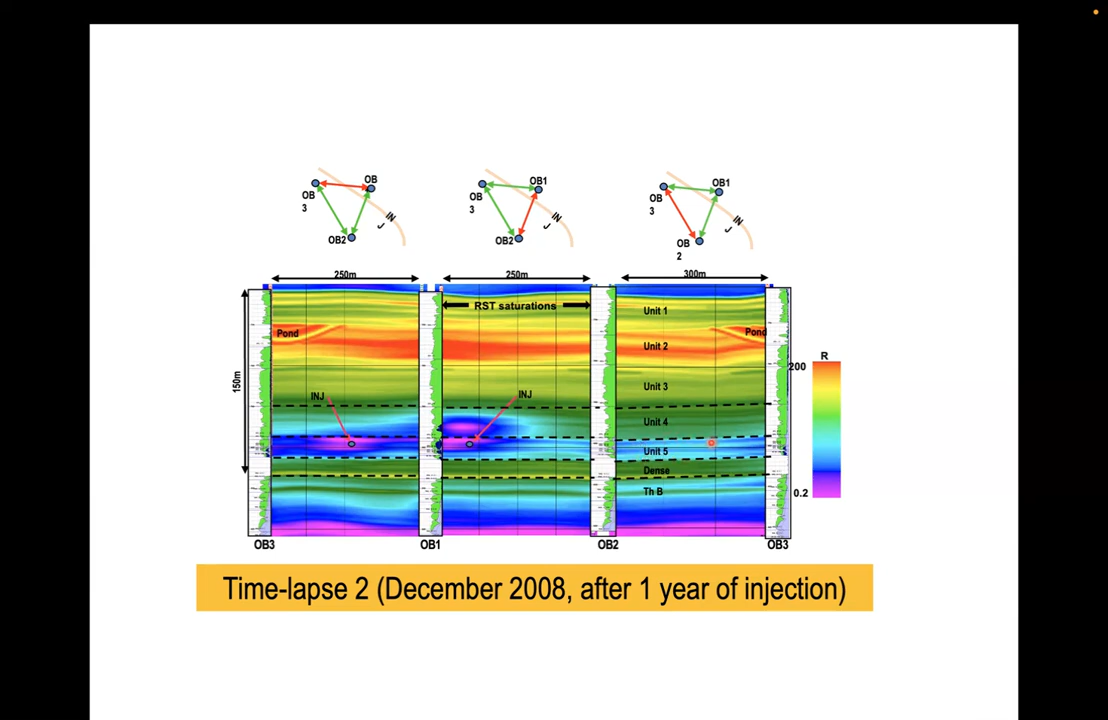 OB
OB
3
IN
J
OB2
OB1
OB
3
IN
J
OB2
OB1
OB
3
IN
J
OB
2
250m
250m
300m
RST saturations
Unit 1
Pond
Pond
Unit 2
R
200
150m
Unit 3
INJ
INJ
Unit 4
Unit 5
Dense
Th B
0.2
OB3
OB1
OB2
OB3
Time-lapse 2 (December 2008, after 1 year of injection)